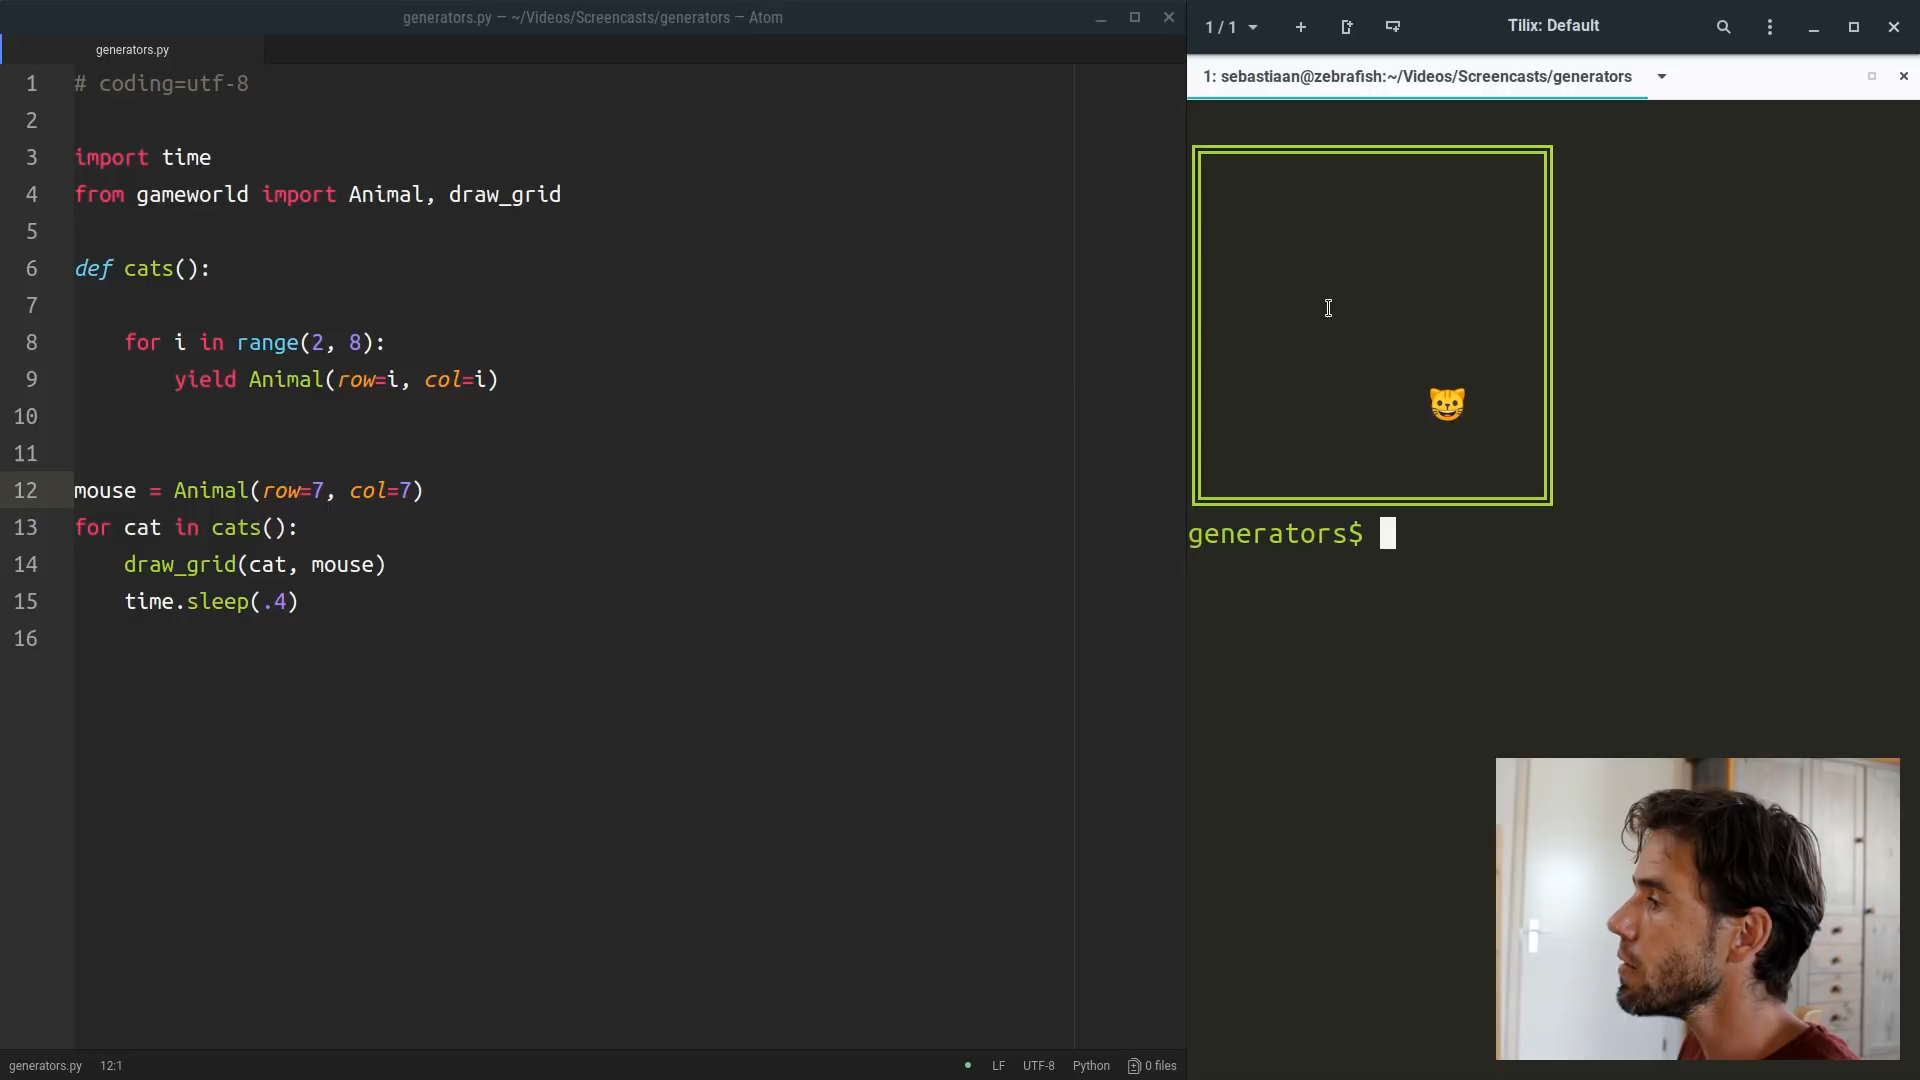 generators.py — ~/Videos/Screencasts/generators — Atom
generators.py
1 # coding=utf-8
2
3 import time
4 from gameworld import Animal, draw_grid
5
6 def cats():
7
8 for i in range(2, 8):
9 yield Animal(row=i, col=i)
10
11
12 mouse = Animal(row=7, col=7)
13 for cat in cats():
14 draw_grid(cat, mouse)
15 time.sleep(.4)
16
generators.py 12:1 LF UTF-8 Python 0 files
1 / 1 Tilix: Default
1: sebastiaan@zebrafish:~/Videos/Screencasts/generators
generators$